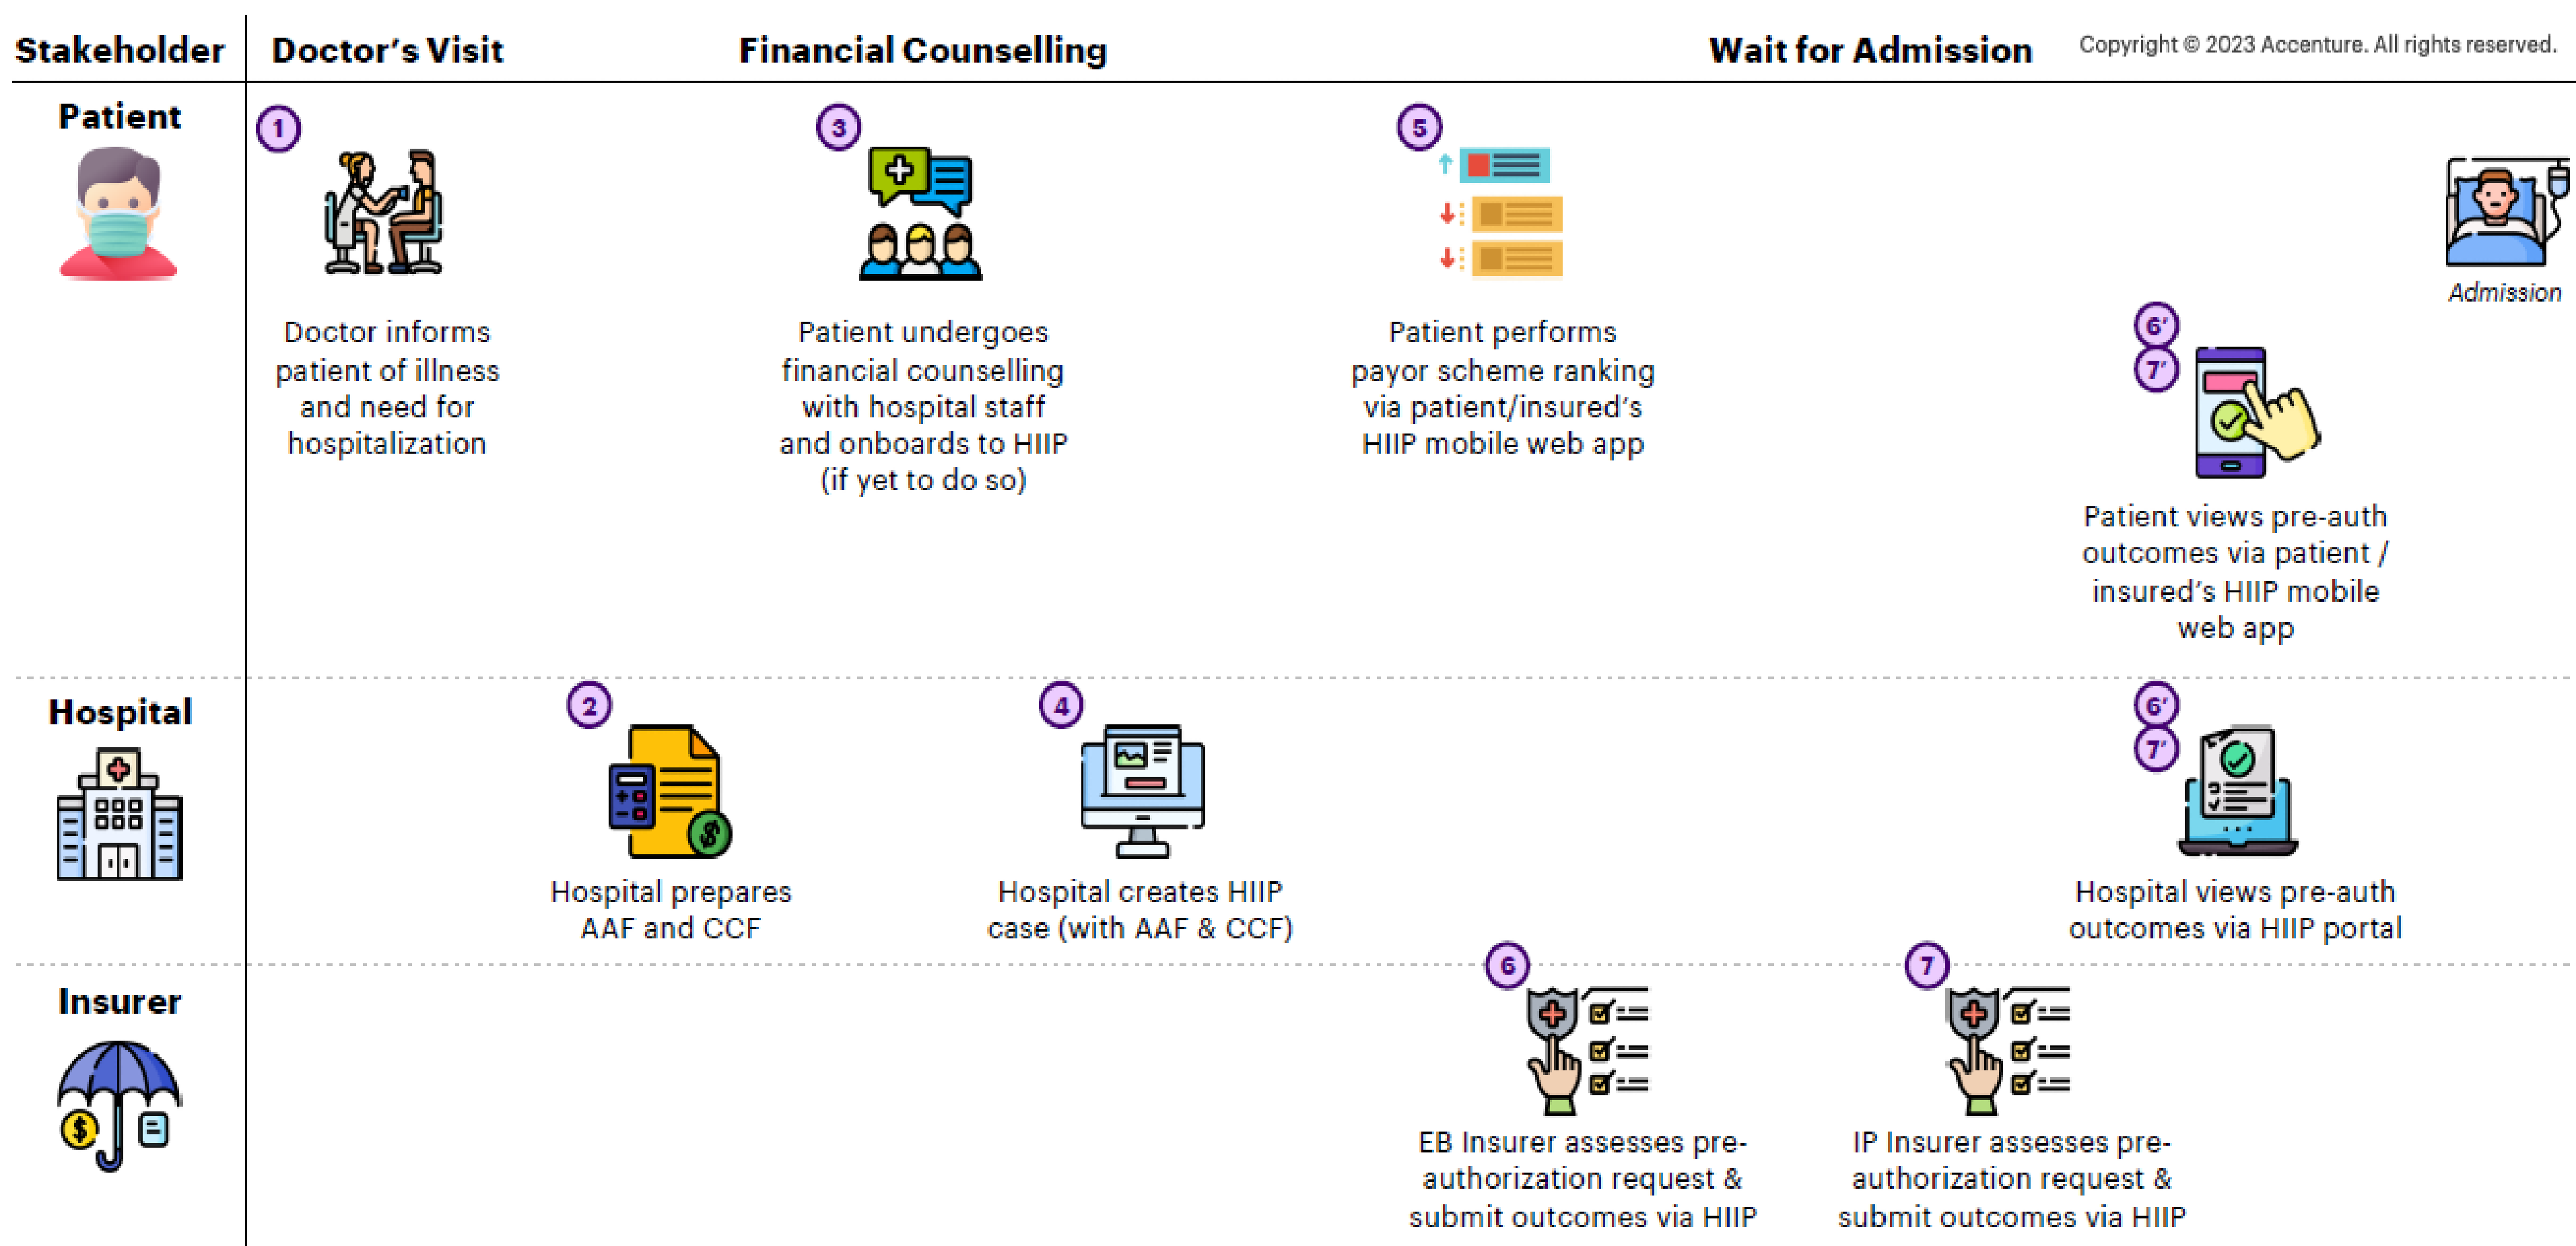 Stakeholder
Doctor's Visit
Financial Counselling
Wait for Admission
Copyright © 2023 Accenture. All rights reserved.
Patient
1
Doctor informs
patient of illness
and need for
hospitalization
3
Patient undergoes
financial counselling
with hospital staff
and onboards to HIIP
(if yet to do so)
5
Patient performs
payor scheme ranking
via patient/insured's
HIIP mobile web app
Admission
6'
7'
Patient views pre-auth
outcomes via patient /
insured's HIIP mobile
web app
Hospital
2
Hospital prepares
AAF and CCF
4
Hospital creates HIIP
case (with AAF & CCF)
6'
7'
Hospital views pre-auth
outcomes via HIIP portal
Insurer
6
EB Insurer assesses pre-
authorization request &
submit outcomes via HIIP
7
IP Insurer assesses pre-
authorization request &
submit outcomes via HIIP